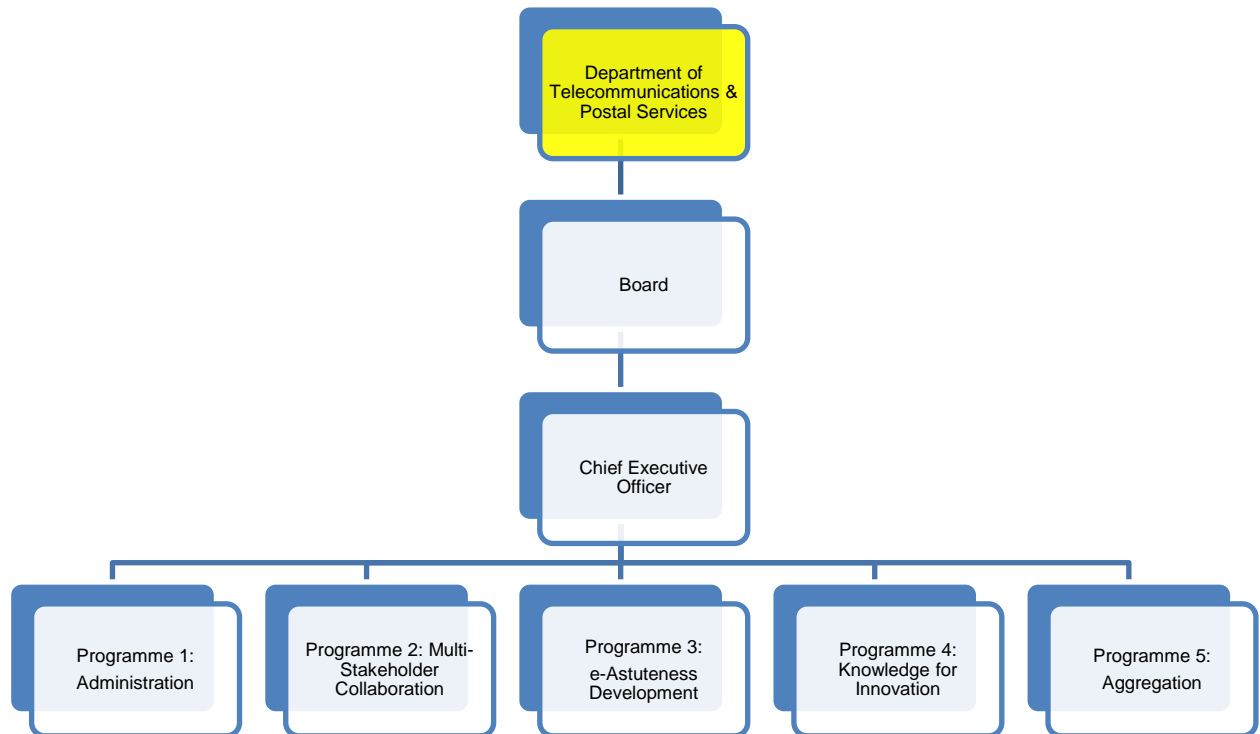 Department of
Telecommunications &
Postal Services
Board
Chief Executive
Officer
Programme 1:
Administration
Programme 2: Multi-
Stakeholder
Collaboration
Programme 3:
e-Astuteness
Development
Programme 4:
Knowledge for
Innovation
Programme 5:
Aggregation